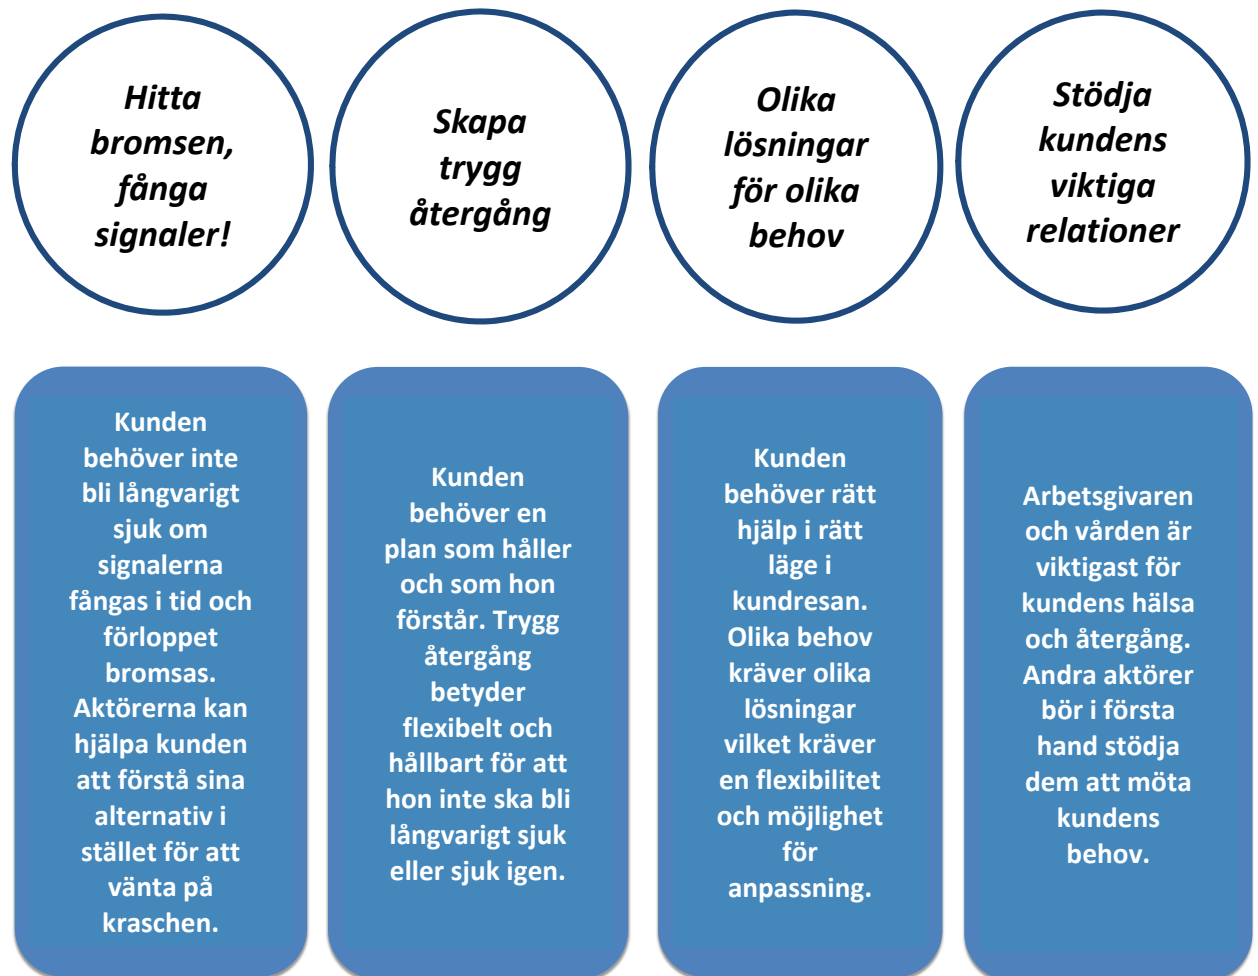 Hitta
bromsen,
fånga
signaler!
Skapa
trygg
återgång
Olika
lösningar
för olika
behov
Stödja
kundens
viktiga
relationer
Kunden
behöver inte
bli långvarigt
sjuk om
signalerna
fångas i tid och
förloppet
bromsas.
Aktörerna kan
hjälpa kunden
att förstå sina
alternativ i
stället för att
vänta på
kraschen.
Kunden
behöver en
plan som håller
och som hon
förstår. Trygg
återgång
betyder
flexibelt och
hållbart för att
hon inte ska bli
långvarigt sjuk
eller sjuk igen.
Kunden
behöver rätt
hjälp i rätt
läge i
kundresan.
Olika behov
kräver olika
lösningar
vilket kräver
en flexibilitet
och möjlighet
för
anpassning.
Arbetsgivaren
och vården är
viktigast för
kundens hälsa
och återgång.
Andra aktörer
bör i första
hand stödja
dem att möta
kundens
behov.